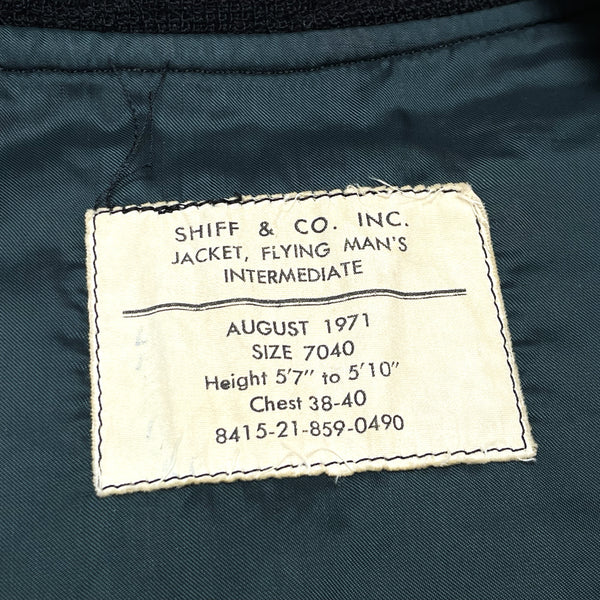 SHIFF & CO. INC.
JACKET, FLYING MAN'S
INTERMEDIATE
AUGUST 1971
SIZE 7040
Height 5'7" to 5'10"
Chest 38-40
8415-21-859-0490